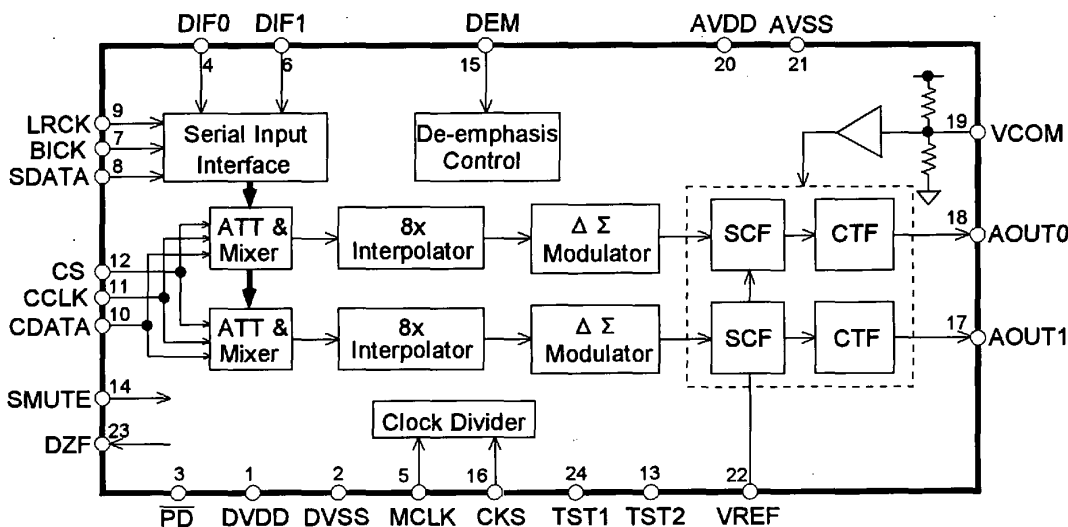 DIF0 DIF1 DEM AVDD AVSS
4 6 15 20 21
LRCK 9
BICK 7
SDATA 8
Serial Input
Interface
De-emphasis
Control
19 VCOM
ATT &
Mixer
8x
Interpolator
Δ Σ
Modulator
SCF
CTF
18 AOUT0
CS 12
CCLK 11
CDATA 10
ATT &
Mixer
8x
Interpolator
Δ Σ
Modulator
SCF
CTF
17 AOUT1
SMUTE 14
DZF 23
Clock Divider
3 1 2 5 16 24 13 22
P̅D̅ DVDD DVSS MCLK CKS TST1 TST2 VREF